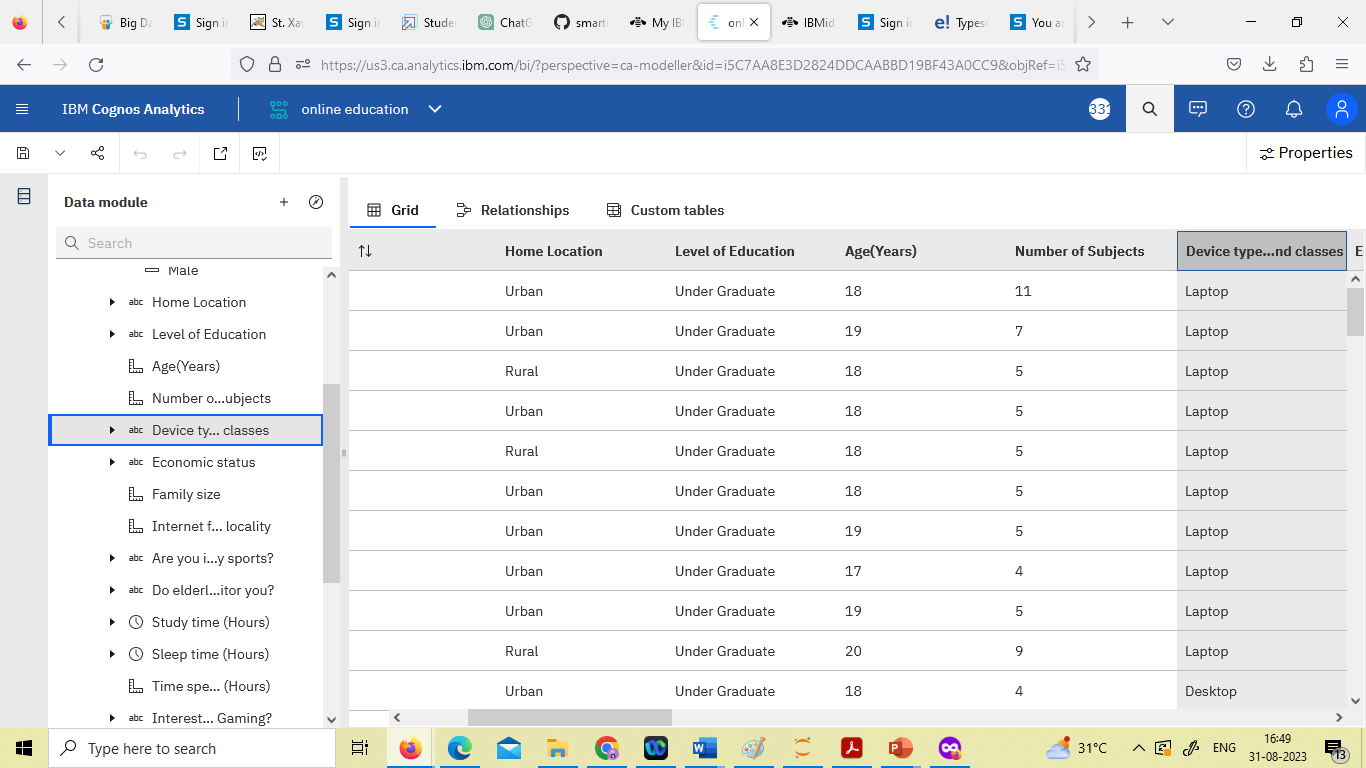 Big Da
Sign i
St. Xav
Sign i
Stude
ChatG
smart
My IB
onl
IBMid
Sign i
e! Types
You a
https://us3.ca.analytics.ibm.com/bi/?perspective=ca-modeller&id=i5C7AA8E3D2824DDCAABBD19BF43A0CC9&objRef=i5
IBM Cognos Analytics
online education
331
Properties
Data module
Search
Male
abc Home Location
abc Level of Education
Age(Years)
Number o...ubjects
abc Device ty... classes
abc Economic status
Family size
Internet f... locality
abc Are you i...y sports?
abc Do elderl...itor you?
Study time (Hours)
Sleep time (Hours)
Time spe... (Hours)
abc Interest... Gaming?
Grid Relationships Custom tables
Home Location Level of Education Age(Years) Number of Subjects Device type...nd classes E
Urban Under Graduate 18 11 Laptop
Urban Under Graduate 19 7 Laptop
Rural Under Graduate 18 5 Laptop
Urban Under Graduate 18 5 Laptop
Rural Under Graduate 18 5 Laptop
Urban Under Graduate 18 5 Laptop
Urban Under Graduate 19 5 Laptop
Urban Under Graduate 17 4 Laptop
Urban Under Graduate 19 5 Laptop
Rural Under Graduate 20 9 Laptop
Urban Under Graduate 18 4 Desktop
Type here to search
31°C
ENG
16:49
31-08-2023
13